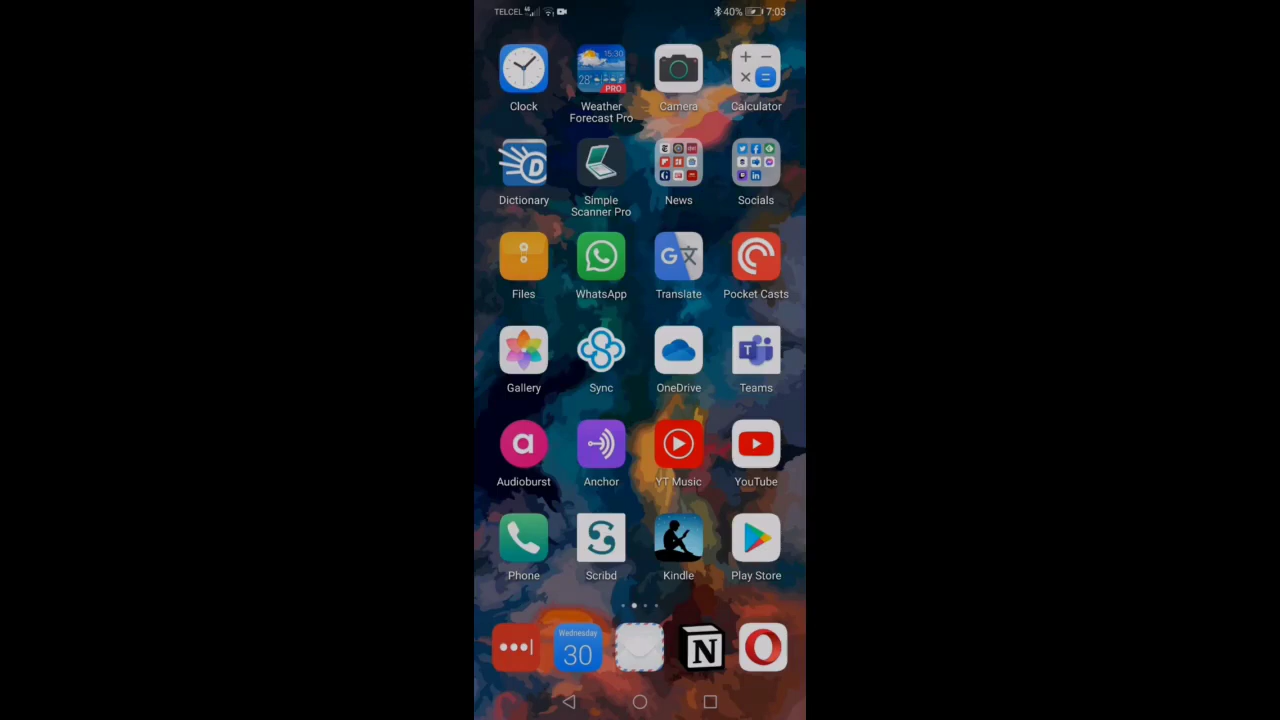 TELCEL 4G 40% 7:03
15:30
28°
PRO
Clock
Weather
Forecast Pro
Camera
Calculator
Dictionary
Simple
Scanner Pro
News
Socials
Files
WhatsApp
Translate
Pocket Casts
Gallery
Sync
OneDrive
Teams
Audioburst
Anchor
YT Music
YouTube
Phone
Scribd
Kindle
Play Store
Wednesday
30